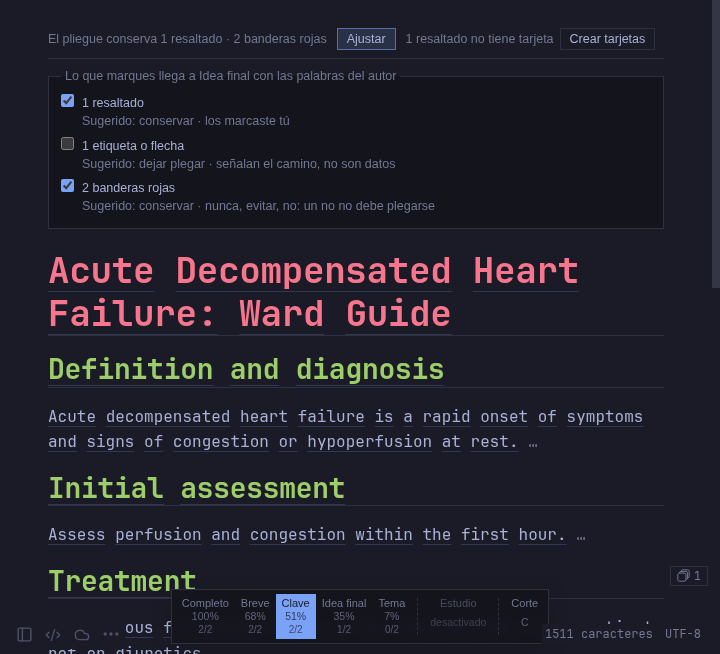 El pliegue conserva 1 resaltado · 2 banderas rojas Ajustar 1 resaltado no tiene tarjeta Crear tarjetas
Lo que marques llega a Idea final con las palabras del autor
1 resaltado
Sugerido: conservar · los marcaste tú
1 etiqueta o flecha
Sugerido: dejar plegar · señalan el camino, no son datos
2 banderas rojas
Sugerido: conservar · nunca, evitar, no: un no no debe plegarse
Acute Decompensated Heart
Failure: Ward Guide
Definition and diagnosis
Acute decompensated heart failure is a rapid onset of symptoms
and signs of congestion or hypoperfusion at rest. …
Initial assessment
Assess perfusion and congestion within the first hour. …
Treatment
1
Completo Breve Clave Idea final Tema Estudio Corte
100% 68% 51% 35% 7% desactivado C
2/2 2/2 2/2 1/2 0/2
1511 caracteres UTF-8